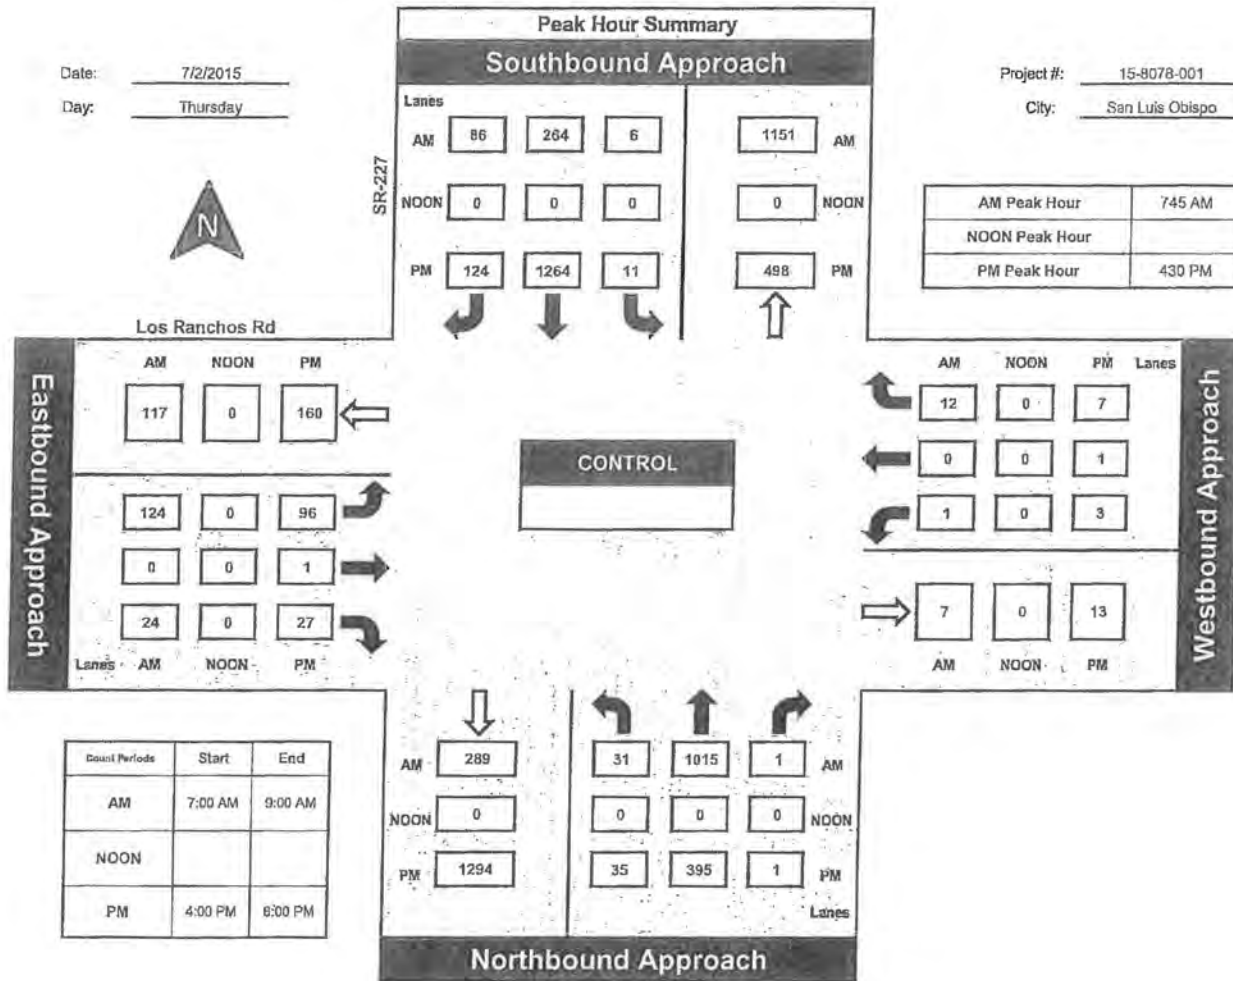 Peak Hour Summary
Southbound Approach
Date: 7/2/2015
Day: Thursday
Project #: 15-8078-001
City: San Luis Obispo
N
SR-227
Lanes
AM 86 264 6 1151 AM
NOON 0 0 0 0 NOON
PM 124 1264 11 498 PM
AM Peak Hour 745 AM
NOON Peak Hour
PM Peak Hour 430 PM
Los Ranchos Rd
Eastbound Approach
AM NOON PM
117 0 160
124 0 96
0 0 1
24 0 27
Lanes AM NOON PM
CONTROL
AM NOON PM Lanes
12 0 7
0 0 1
1 0 3
7 0 13
AM NOON PM
Westbound Approach
Count Periods Start End
AM 7:00 AM 9:00 AM
NOON
PM 4:00 PM 6:00 PM
AM 289 31 1015 1 AM
NOON 0 0 0 0 NOON
PM 1294 35 395 1 PM
Lanes
Northbound Approach